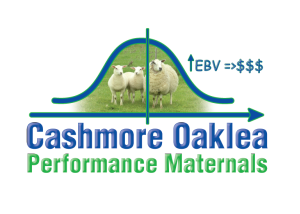 ↑EBV =>$$$
Cashmore Oaklea
Performance Maternals